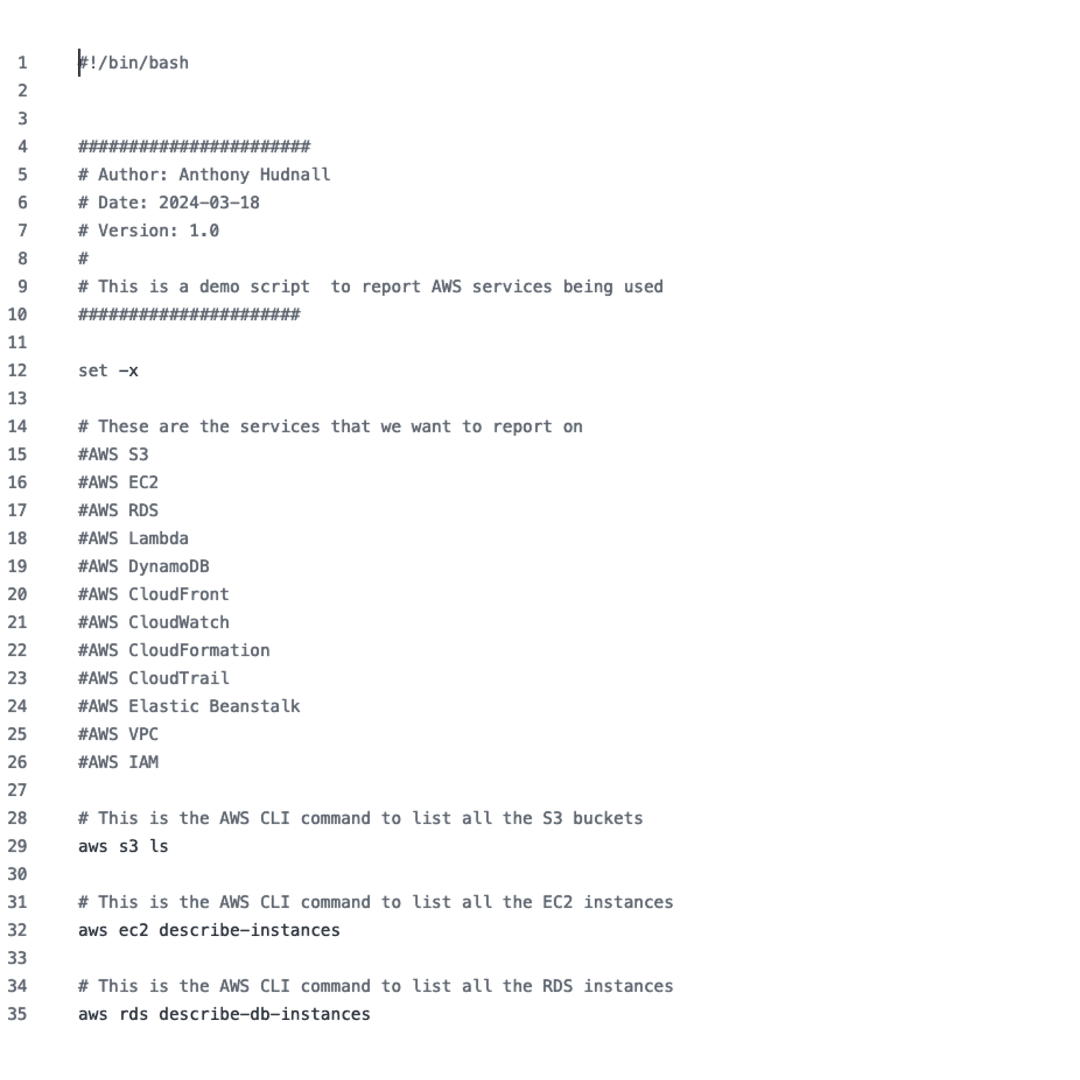 1 #!/bin/bash
2
3
4 #######################
5 # Author: Anthony Hudnall
6 # Date: 2024-03-18
7 # Version: 1.0
8 #
9 # This is a demo script  to report AWS services being used
10 ######################
11
12 set -x
13
14 # These are the services that we want to report on
15 #AWS S3
16 #AWS EC2
17 #AWS RDS
18 #AWS Lambda
19 #AWS DynamoDB
20 #AWS CloudFront
21 #AWS CloudWatch
22 #AWS CloudFormation
23 #AWS CloudTrail
24 #AWS Elastic Beanstalk
25 #AWS VPC
26 #AWS IAM
27
28 # This is the AWS CLI command to list all the S3 buckets
29 aws s3 ls
30
31 # This is the AWS CLI command to list all the EC2 instances
32 aws ec2 describe-instances
33
34 # This is the AWS CLI command to list all the RDS instances
35 aws rds describe-db-instances